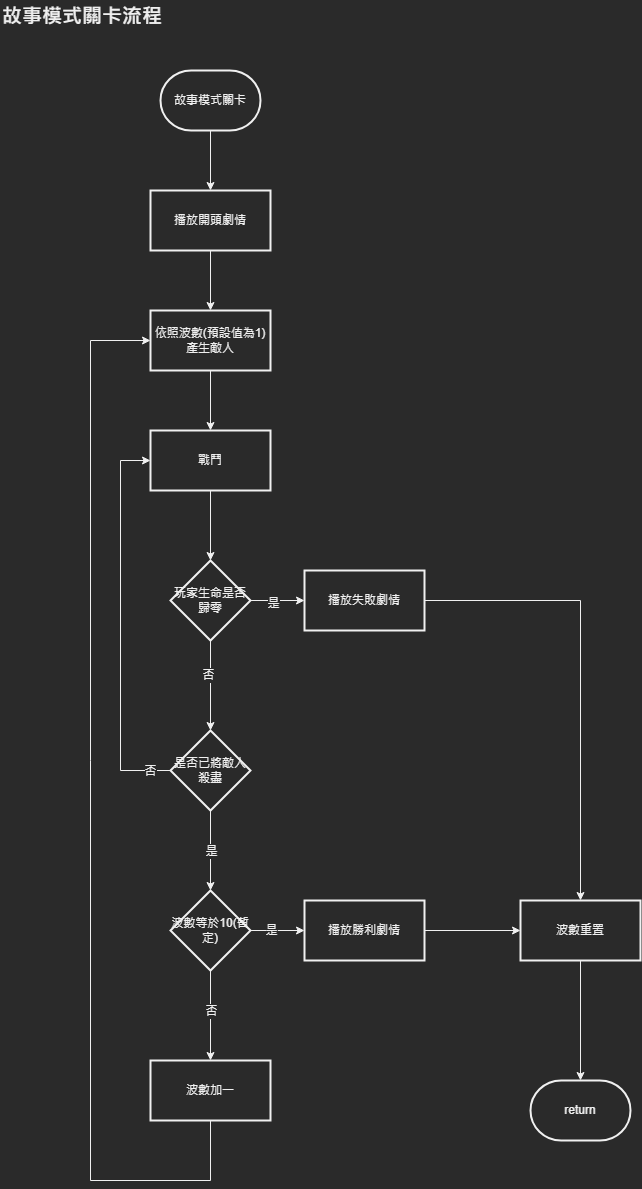 故事模式關卡流程
故事模式關卡
播放開頭劇情
依照波數(預設值為1)
產生敵人
戰鬥
玩家生命是否
歸零
是
播放失敗劇情
否
是否已將敵人
殺盡
否
是
波數等於10(暫
定)
是
播放勝利劇情
波數重置
否
波數加一
return